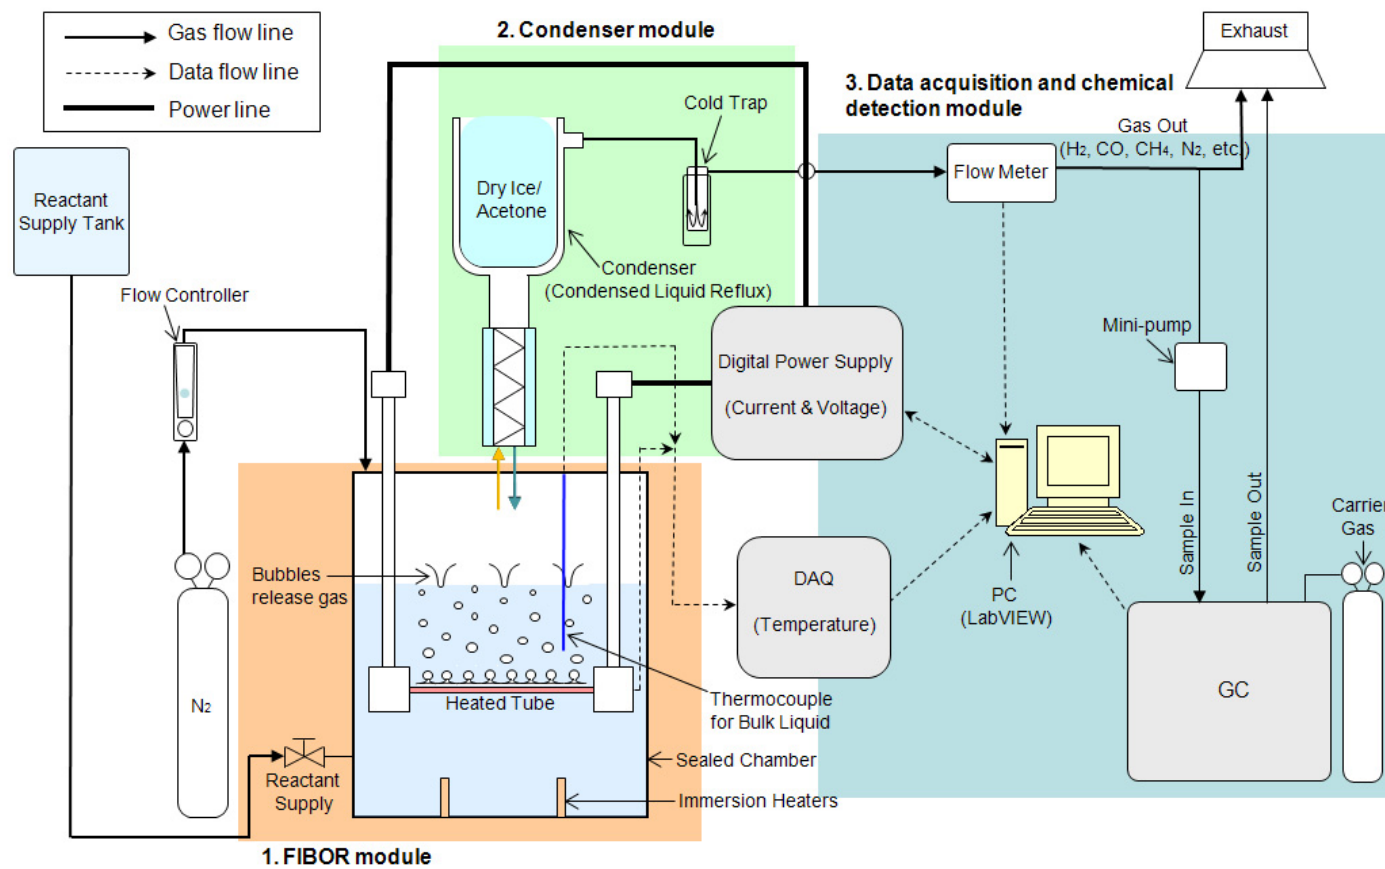 Gas flow line
Data flow line
Power line
2. Condenser module
3. Data acquisition and chemical
detection module
Exhaust
Cold Trap
Gas Out
(H₂, CO, CH₄, N₂, etc.)
Flow Meter
Reactant
Supply Tank
Dry Ice/
Acetone
Condenser
(Condensed Liquid Reflux)
Flow Controller
Mini-pump
Digital Power Supply
(Current & Voltage)
Sample In
Sample Out
Carrier
Gas
Bubbles
release gas
DAQ
(Temperature)
PC
(LabVIEW)
N₂
Heated Tube
Thermocouple
for Bulk Liquid
GC
Sealed Chamber
Reactant
Supply
Immersion Heaters
1. FIBOR module